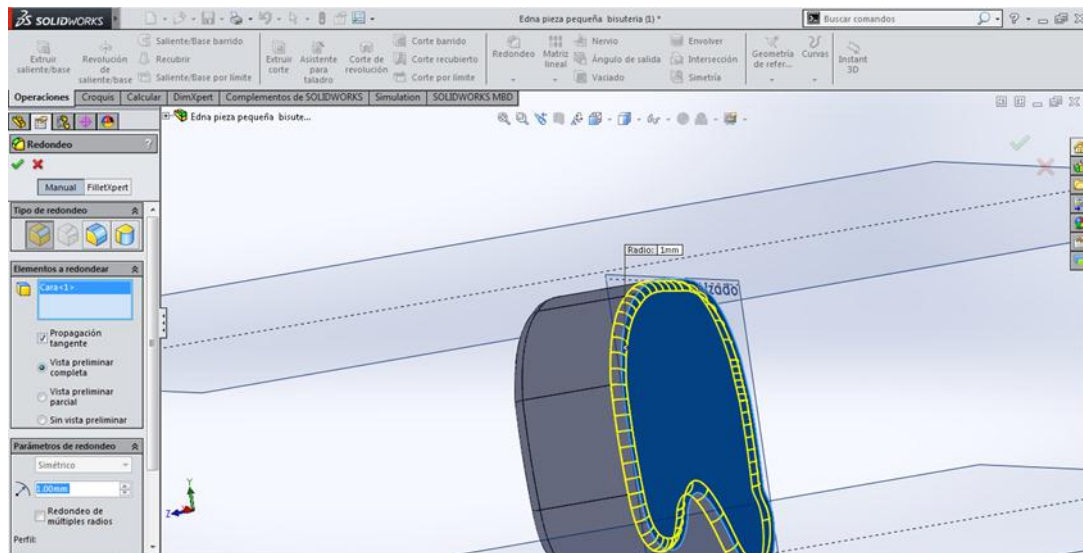 SOLIDWORKS
Edna pieza pequeña bisuteria (1) *
Buscar comandos
Extruir saliente/base
Revolución de saliente/base
Saliente/Base barrido
Recubrir
Saliente/Base por límite
Extruir corte
Asistente para taladro
Corte de revolución
Corte barrido
Corte recubierto
Corte por límite
Redondeo
Matriz lineal
Nervio
Ángulo de salida
Vaciado
Envolver
Intersección
Simetría
Geometría de refer...
Curvas
Instant 3D
Operaciones
Croquis
Calcular
DimXpert
Complementos de SOLIDWORKS
Simulation
SOLIDWORKS MBD
Edna pieza pequeña bisute...
Redondeo
?
Manual
FilletXpert
Tipo de redondeo
Elementos a redondear
Cara<1>
Propagación
tangente
Vista preliminar
completa
Vista preliminar
parcial
Sin vista preliminar
Parámetros de redondeo
Simétrico
1.00mm
Redondeo de
múltiples radios
Perfil:
Radio: 1mm
Y
Z